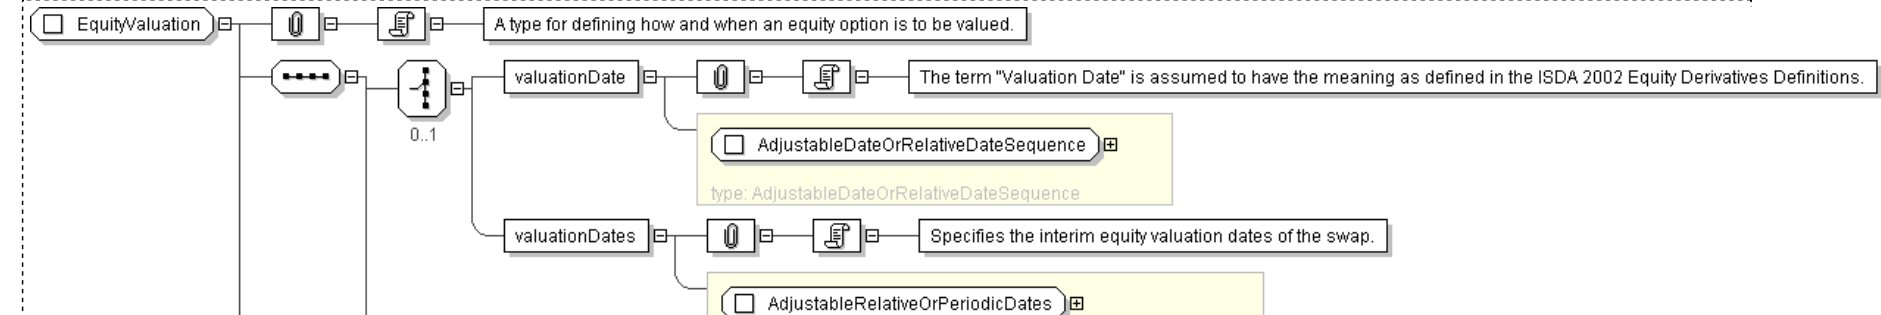 EquityValuation
A type for defining how and when an equity option is to be valued.
valuationDate
The term "Valuation Date" is assumed to have the meaning as defined in the ISDA 2002 Equity Derivatives Definitions.
0..1
AdjustableDateOrRelativeDateSequence
type: AdjustableDateOrRelativeDateSequence
valuationDates
Specifies the interim equity valuation dates of the swap.
AdjustableRelativeOrPeriodicDates